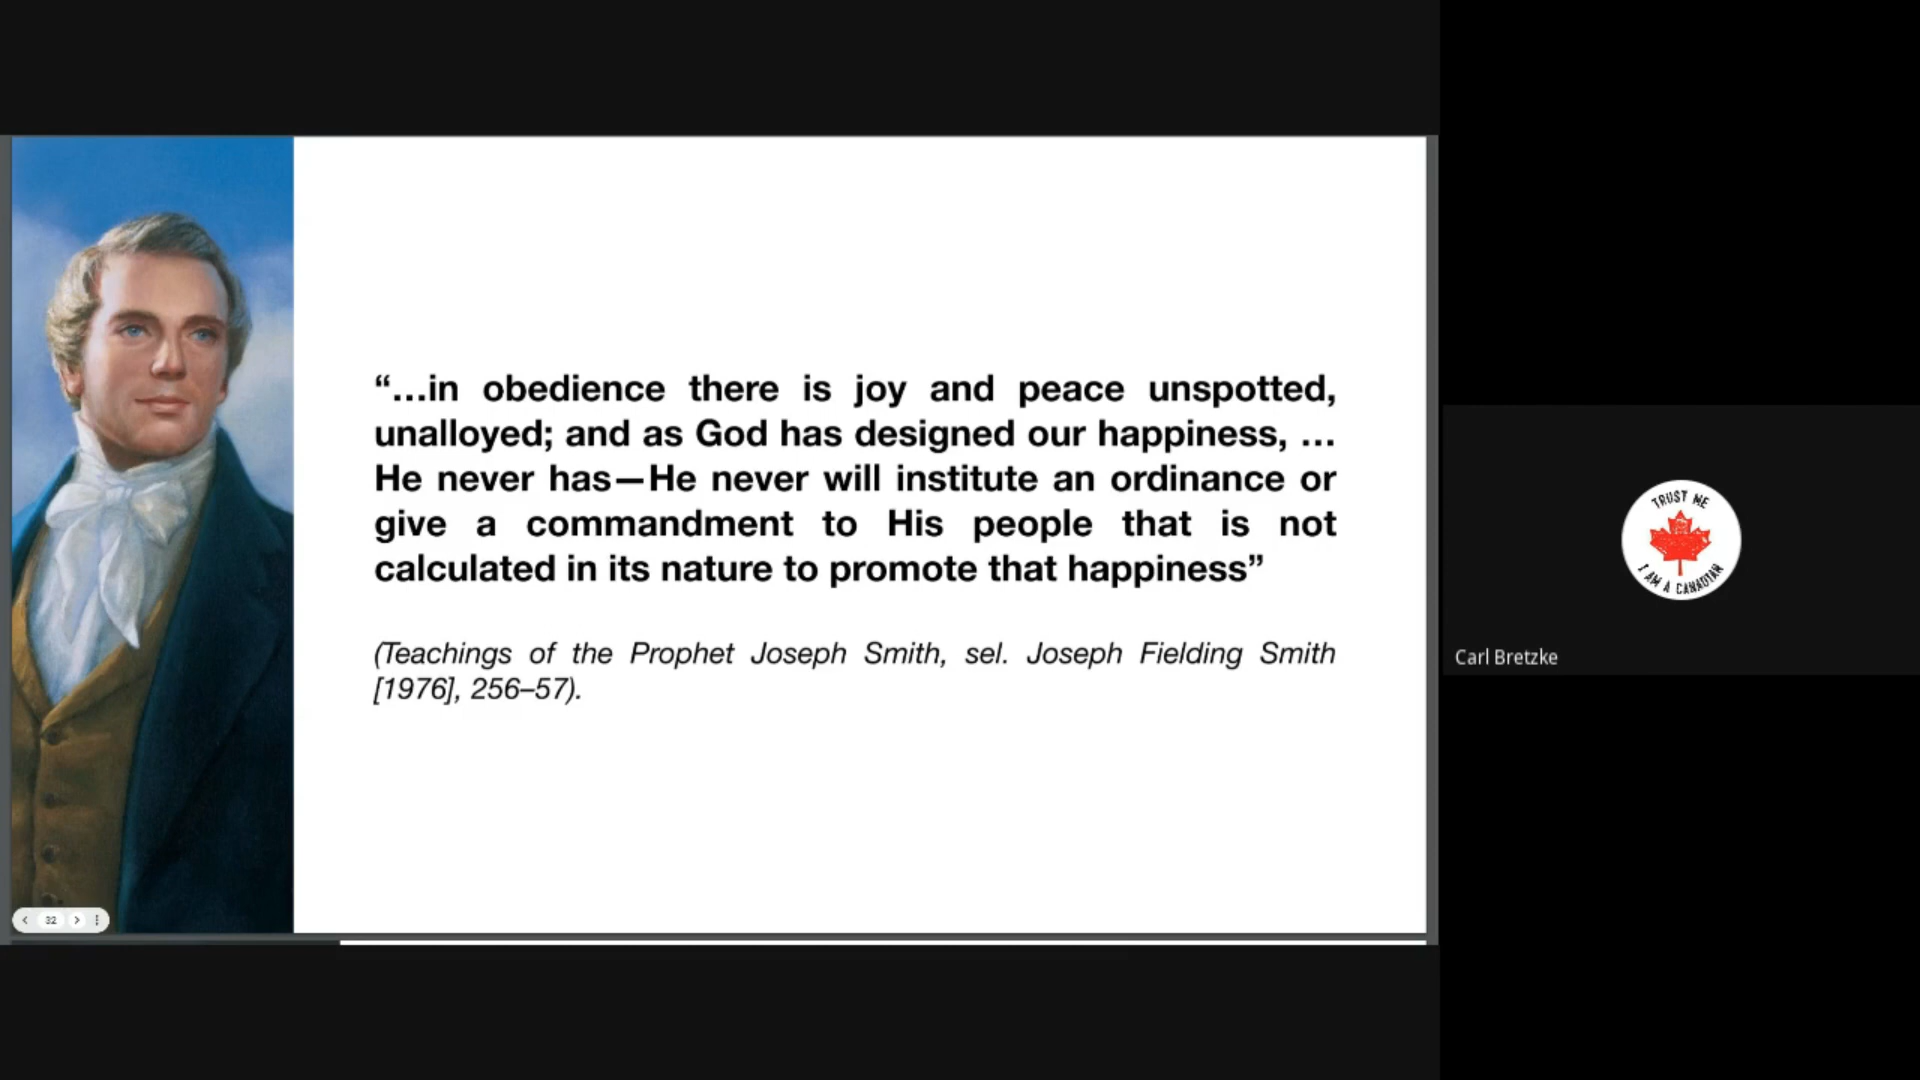 “...in obedience there is joy and peace unspotted,
unalloyed; and as God has designed our happiness, ...
He never has—He never will institute an ordinance or
give a commandment to His people that is not
calculated in its nature to promote that happiness”
(Teachings of the Prophet Joseph Smith, sel. Joseph Fielding Smith
[1976], 256–57).
32
TRUST ME
I AM A CANADIAN
Carl Bretzke